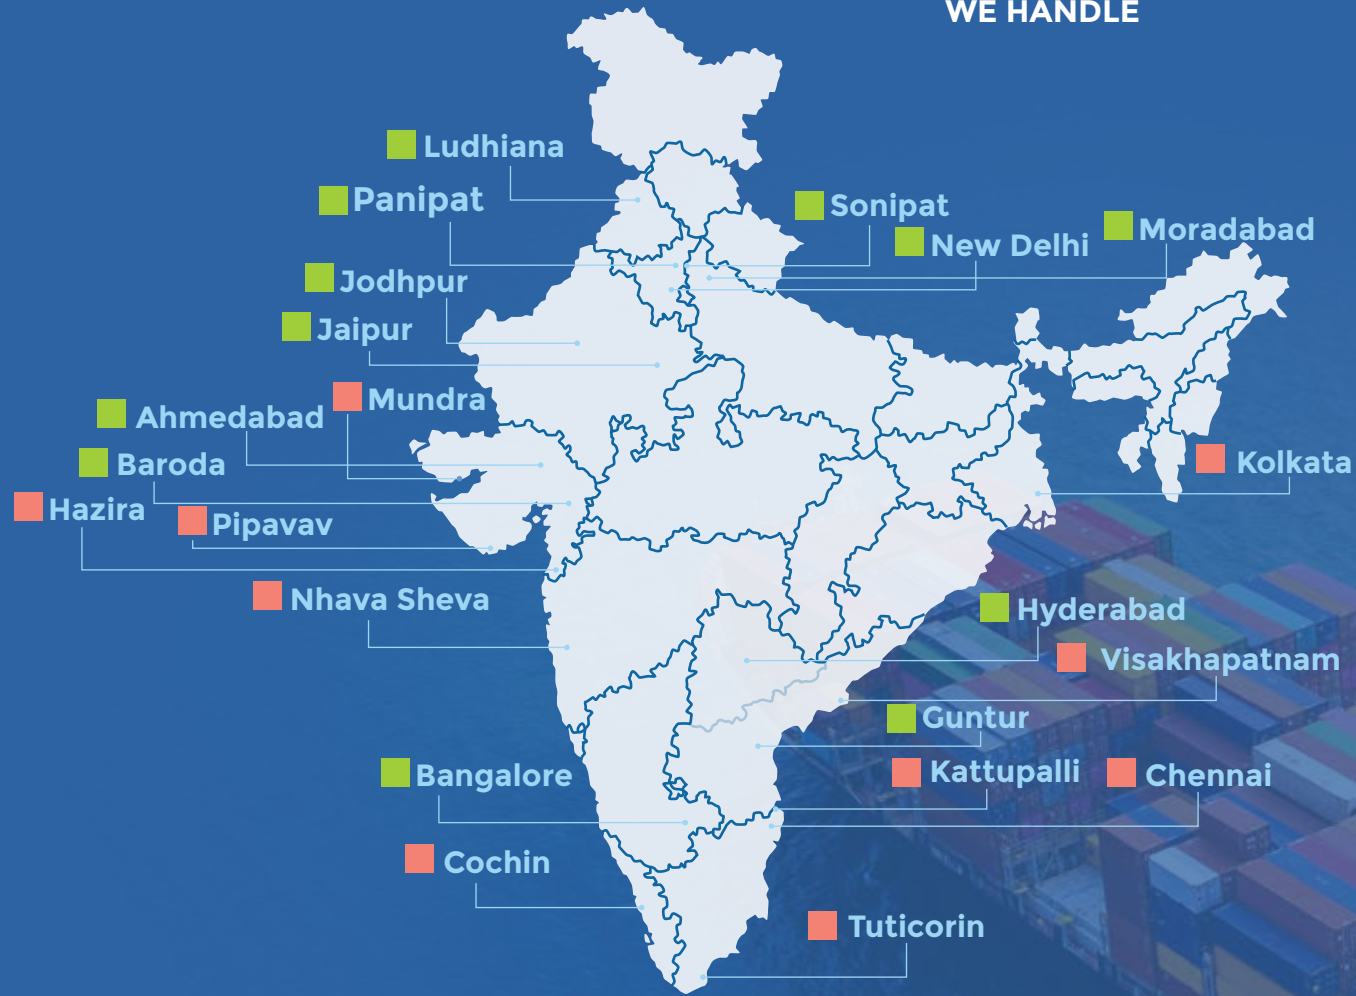 WE HANDLE
Ludhiana
Panipat
Sonipat
New Delhi
Moradabad
Jodhpur
Jaipur
Mundra
Ahmedabad
Baroda
Kolkata
Hazira
Pipavav
Nhava Sheva
Hyderabad
Visakhapatnam
Guntur
Bangalore
Kattupalli
Chennai
Cochin
Tuticorin